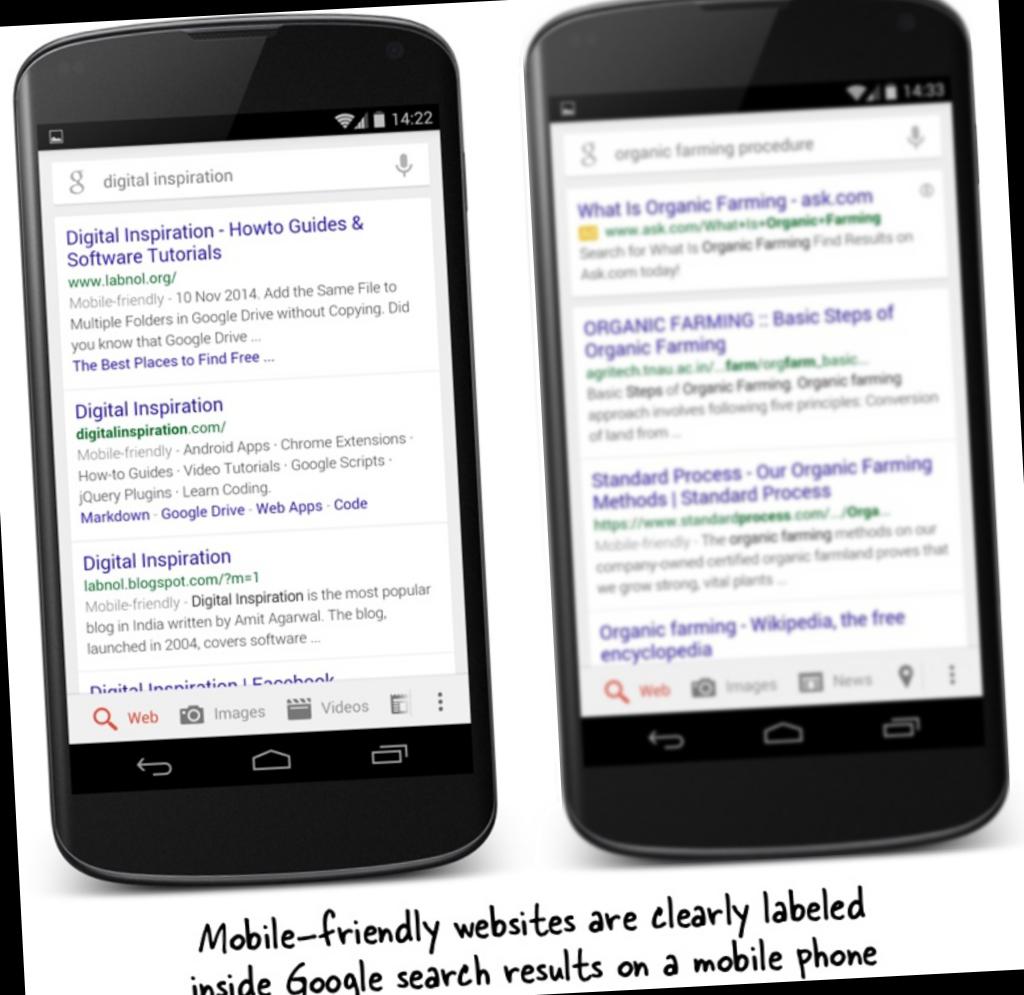 14:22
digital inspiration
Digital Inspiration - Howto Guides &
Software Tutorials
www.labnol.org/
Mobile-friendly - 10 Nov 2014. Add the Same File to
Multiple Folders in Google Drive without Copying. Did
you know that Google Drive ...
The Best Places to Find Free ...
Digital Inspiration
digitalinspiration.com/
Mobile-friendly - Android Apps · Chrome Extensions ·
How-to Guides · Video Tutorials · Google Scripts ·
jQuery Plugins · Learn Coding.
Markdown - Google Drive - Web Apps - Code
Digital Inspiration
labnol.blogspot.com/?m=1
Mobile-friendly - Digital Inspiration is the most popular
blog in India written by Amit Agarwal. The blog,
launched in 2004, covers software ...
Digital Inspiration | Facebook
Web Images Videos
14:33
organic farming procedure
What Is Organic Farming - ask.com
www.ask.com/What+Is+Organic+Farming
Search for What Is Organic Farming Find Results on
Ask.com today!
ORGANIC FARMING :: Basic Steps of
Organic Farming
agritech.tnau.ac.in/...farm/orgfarm_basic...
Basic Steps of Organic Farming. Organic farming
approach involves following five principles: Conversion
of land from ...
Standard Process - Our Organic Farming
Methods | Standard Process
https://www.standardprocess.com/.../Orga...
Mobile-friendly - The organic farming methods on our
company-owned certified organic farmland proves that
we grow strong, vital plants ...
Organic farming - Wikipedia, the free
encyclopedia
Web Images News
Mobile-friendly websites are clearly labeled
inside Google search results on a mobile phone